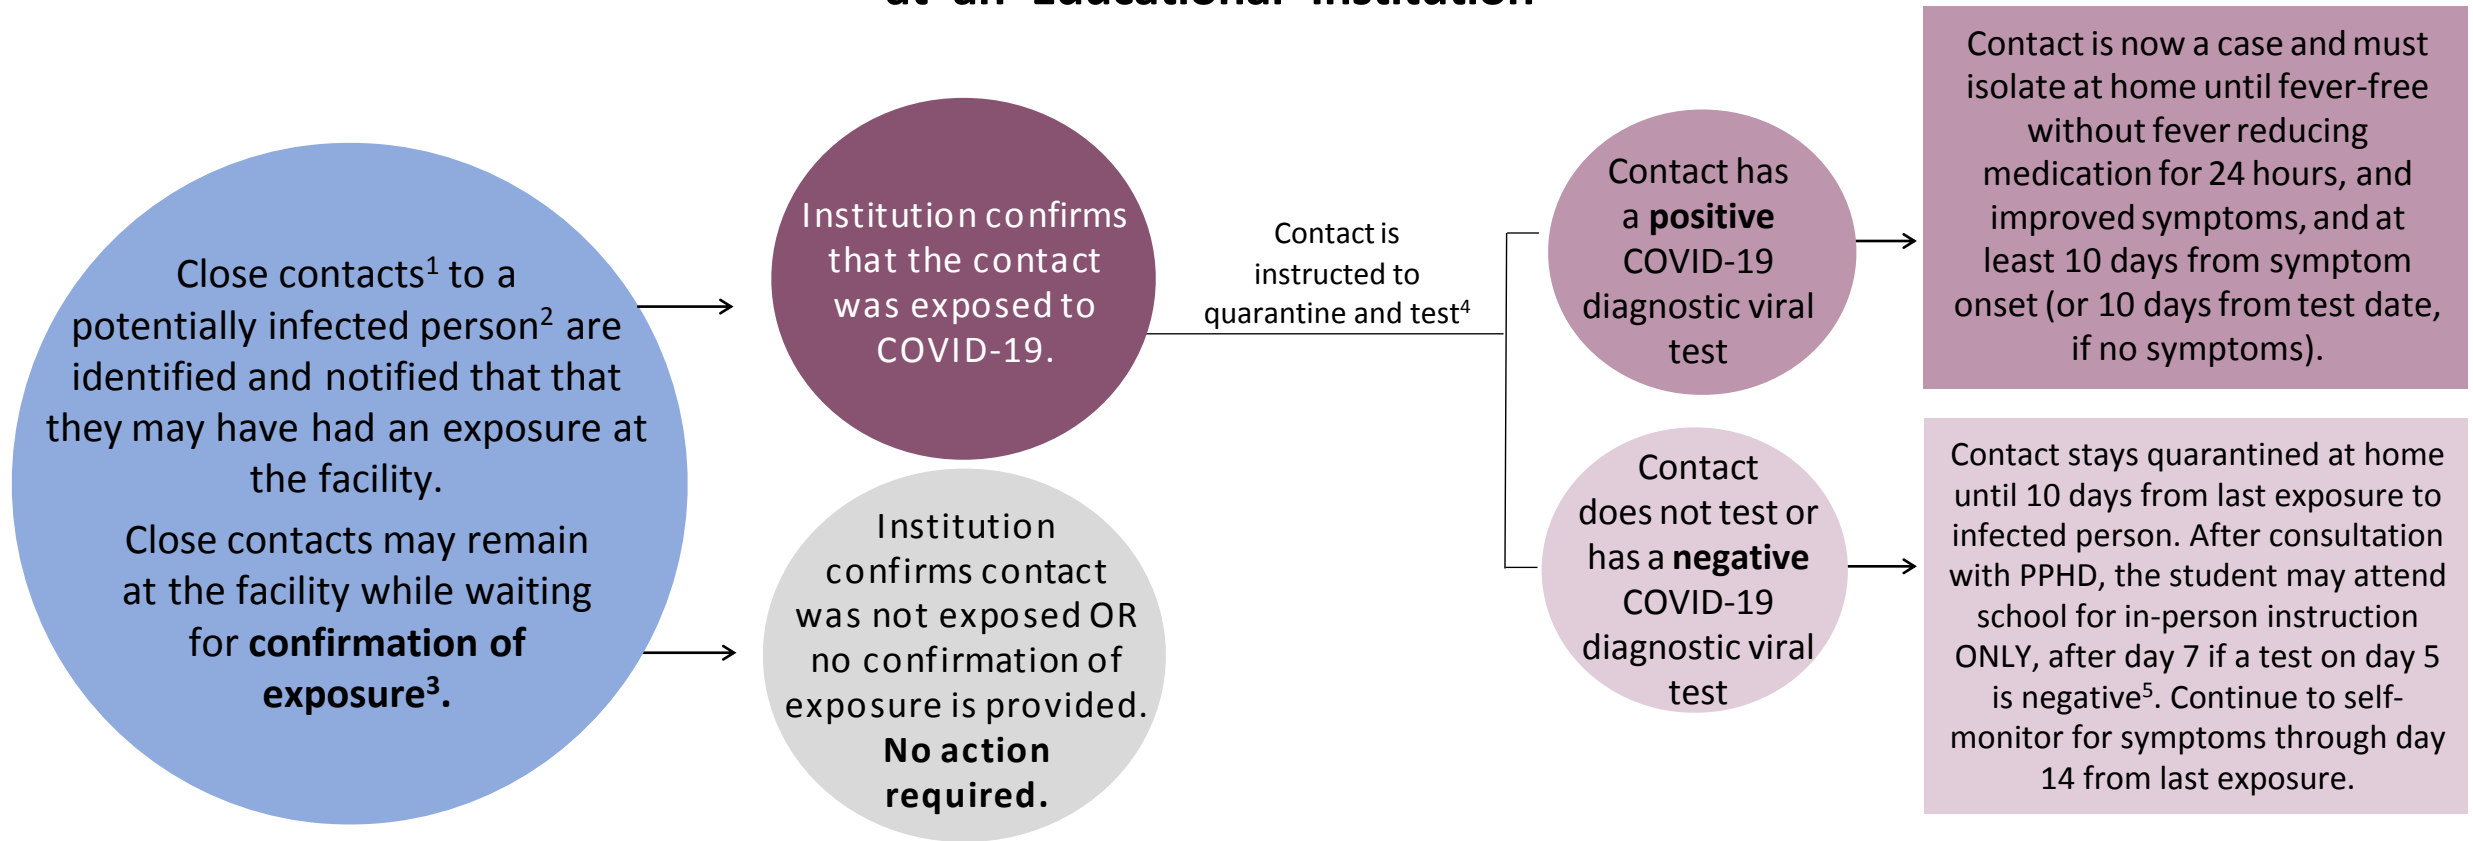 at an Educational Institution
Close contacts1 to a
potentially infected person2 are
identified and notified that that
they may have had an exposure at
the facility.
Close contacts may remain
at the facility while waiting
for confirmation of
exposure3.
Institution confirms
that the contact
was exposed to
COVID-19.
Institution
confirms contact
was not exposed OR
no confirmation of
exposure is provided.
No action
required.
Contact is
instructed to
quarantine and test4
Contact has
a positive
COVID-19
diagnostic viral
test
Contact
does not test or
has a negative
COVID-19
diagnostic viral
test
Contact is now a case and must
isolate at home until fever-free
without fever reducing
medication for 24 hours, and
improved symptoms, and at
least 10 days from symptom
onset (or 10 days from test date,
if no symptoms).
Contact stays quarantined at home
until 10 days from last exposure to
infected person. After consultation
with PPHD, the student may attend
school for in-person instruction
ONLY, after day 7 if a test on day 5
is negative5. Continue to self-
monitor for symptoms through day
14 from last exposure.